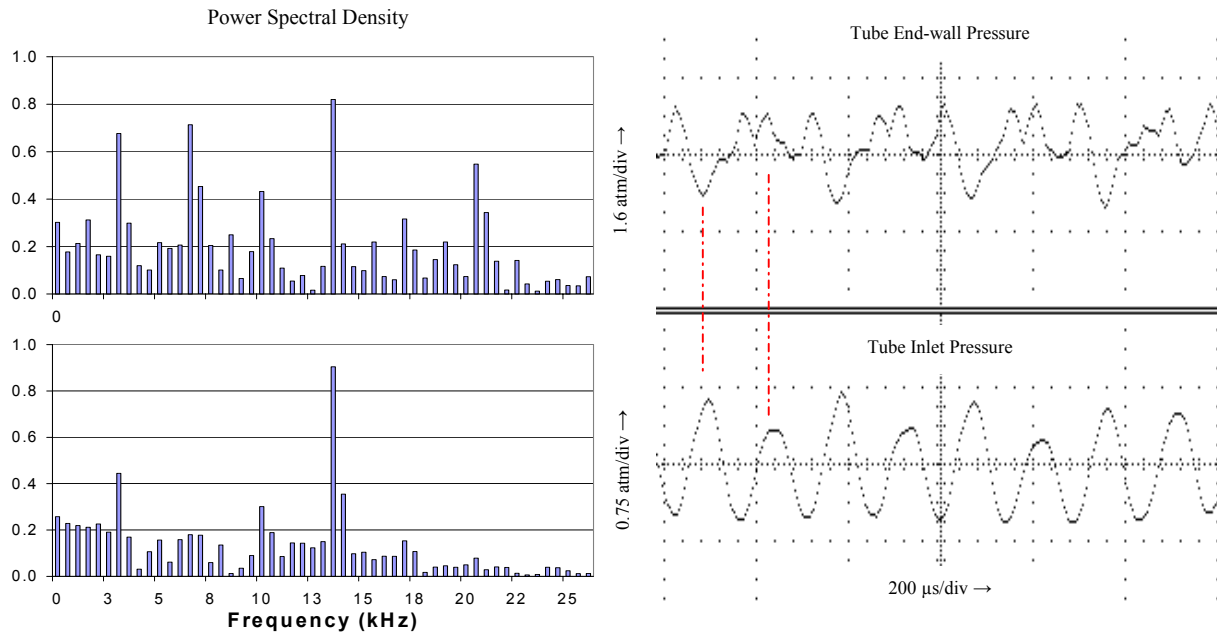 Power Spectral Density
1.0
0.8
0.6
0.4
0.2
0.0
0
1.0
0.8
0.6
0.4
0.2
0.0
0 3 5 8 10 13 15 18 20 22 25
Frequency (kHz)
Tube End-wall Pressure
1.6 atm/div →
Tube Inlet Pressure
0.75 atm/div →
200 μs/div →